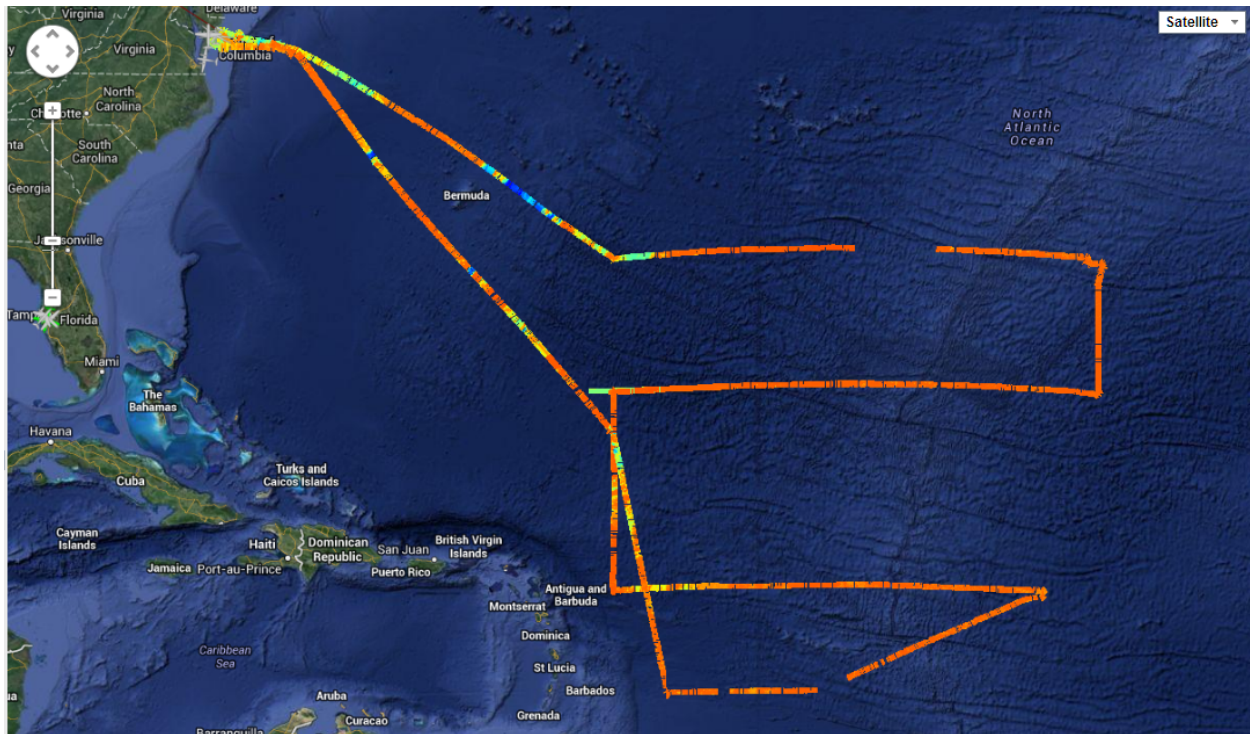 Virginia
Delaware
Satellite
Virginia
Columbia
North
Carolina
South
Carolina
Georgia
North
Atlantic
Ocean
Bermuda
Florida
Miami
The
Bahamas
Havana
Cuba
Turks and
Caicos Islands
Cayman
Islands
Haiti
Dominican
Republic
San Juan
British Virgin
Islands
Jamaica
Port-au-Prince
Puerto Rico
Antigua and
Barbuda
Montserrat
Dominica
Caribbean
Sea
St Lucia
Barbados
Aruba
Curacao
Grenada